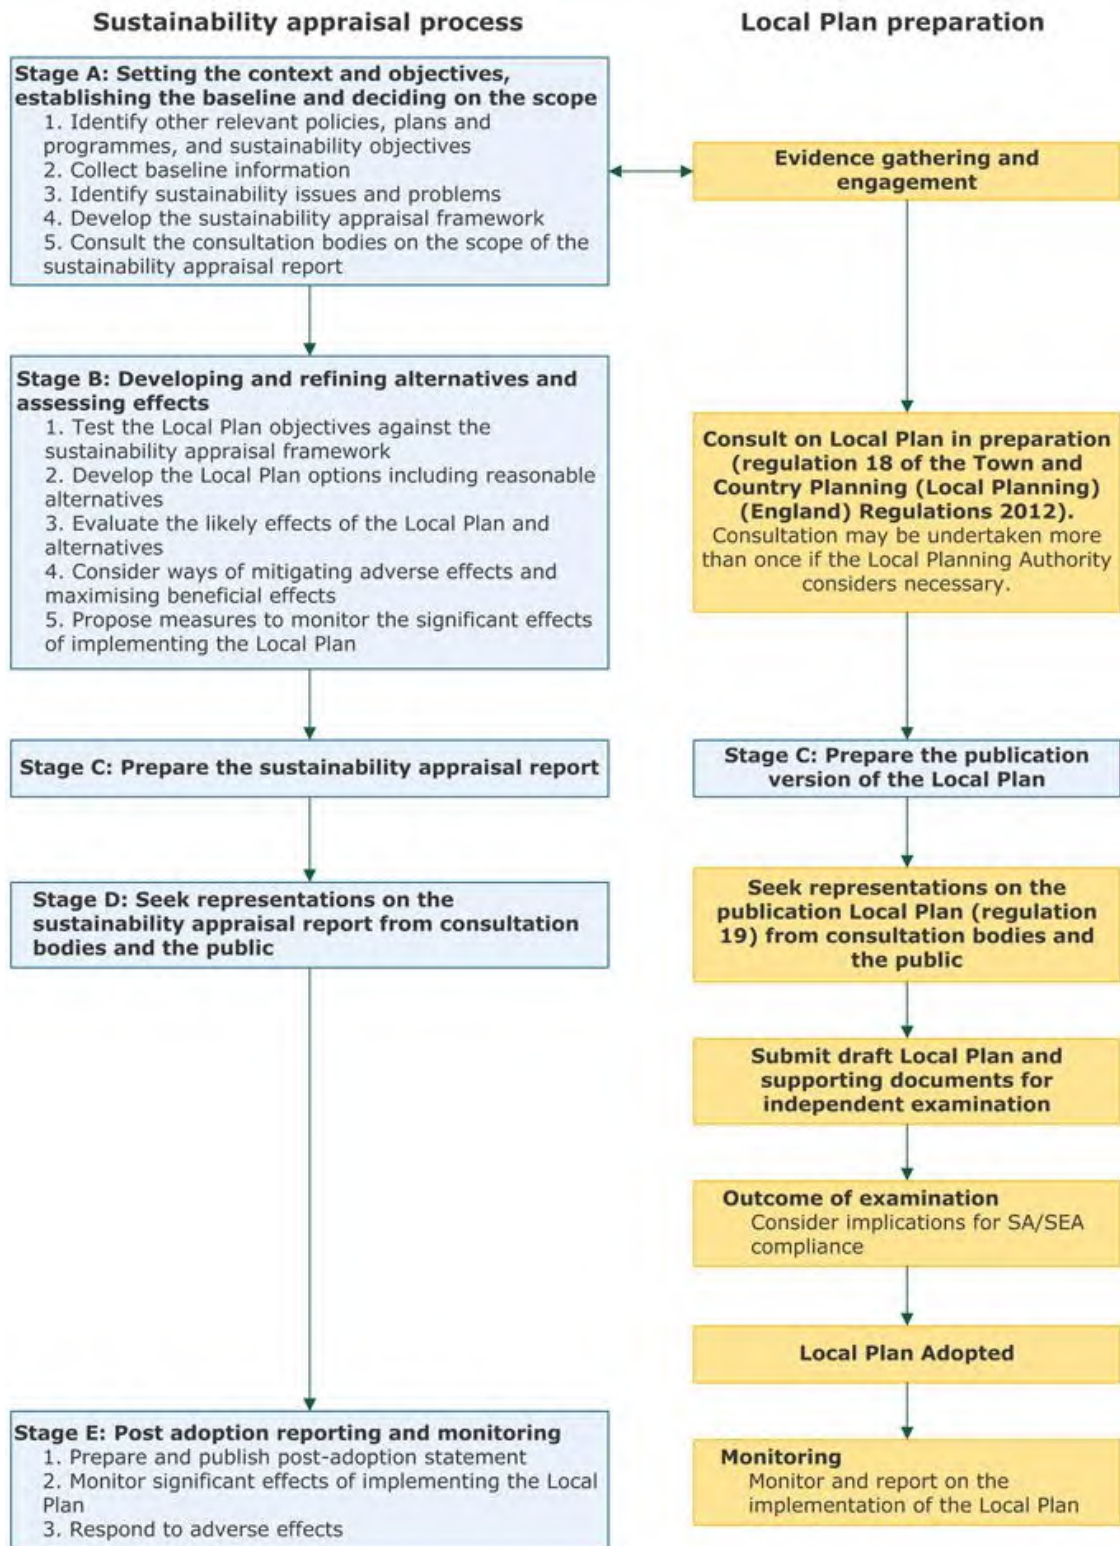 Sustainability appraisal process
Local Plan preparation
Stage A: Setting the context and objectives,
establishing the baseline and deciding on the scope
1. Identify other relevant policies, plans and
programmes, and sustainability objectives
2. Collect baseline information
3. Identify sustainability issues and problems
4. Develop the sustainability appraisal framework
5. Consult the consultation bodies on the scope of the
sustainability appraisal report
Evidence gathering and
engagement
Stage B: Developing and refining alternatives and
assessing effects
1. Test the Local Plan objectives against the
sustainability appraisal framework
2. Develop the Local Plan options including reasonable
alternatives
3. Evaluate the likely effects of the Local Plan and
alternatives
4. Consider ways of mitigating adverse effects and
maximising beneficial effects
5. Propose measures to monitor the significant effects
of implementing the Local Plan
Consult on Local Plan in preparation
(regulation 18 of the Town and
Country Planning (Local Planning)
(England) Regulations 2012).
Consultation may be undertaken more
than once if the Local Planning Authority
considers necessary.
Stage C: Prepare the sustainability appraisal report
Stage C: Prepare the publication
version of the Local Plan
Stage D: Seek representations on the
sustainability appraisal report from consultation
bodies and the public
Seek representations on the
publication Local Plan (regulation
19) from consultation bodies and
the public
Submit draft Local Plan and
supporting documents for
independent examination
Outcome of examination
Consider implications for SA/SEA
compliance
Local Plan Adopted
Stage E: Post adoption reporting and monitoring
1. Prepare and publish post-adoption statement
2. Monitor significant effects of implementing the Local
Plan
3. Respond to adverse effects
Monitoring
Monitor and report on the
implementation of the Local Plan